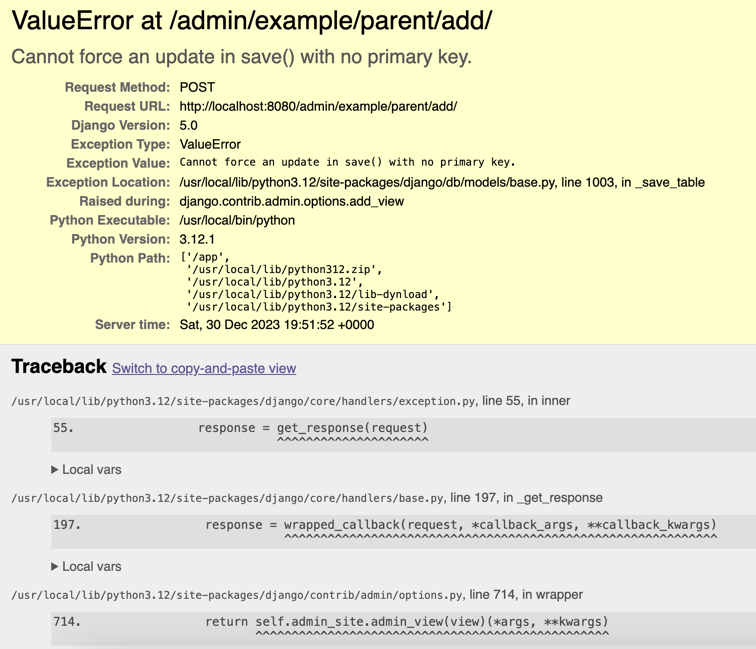 ValueError at /admin/example/parent/add/
Cannot force an update in save() with no primary key.
Request Method: POST
Request URL: http://localhost:8080/admin/example/parent/add/
Django Version: 5.0
Exception Type: ValueError
Exception Value: Cannot force an update in save() with no primary key.
Exception Location: /usr/local/lib/python3.12/site-packages/django/db/models/base.py, line 1003, in _save_table
Raised during: django.contrib.admin.options.add_view
Python Executable: /usr/local/bin/python
Python Version: 3.12.1
Python Path: ['/app',
'/usr/local/lib/python312.zip',
'/usr/local/lib/python3.12',
'/usr/local/lib/python3.12/lib-dynload',
'/usr/local/lib/python3.12/site-packages']
Server time: Sat, 30 Dec 2023 19:51:52 +0000
Traceback Switch to copy-and-paste view
/usr/local/lib/python3.12/site-packages/django/core/handlers/exception.py, line 55, in inner
55. response = get_response(request)
^^^^^^^^^^^^^^^^^^^^^
▶ Local vars
/usr/local/lib/python3.12/site-packages/django/core/handlers/base.py, line 197, in _get_response
197. response = wrapped_callback(request, *callback_args, **callback_kwargs)
^^^^^^^^^^^^^^^^^^^^^^^^^^^^^^^^^^^^^^^^^^^^^^^^^^^^^^^^^^^^
▶ Local vars
/usr/local/lib/python3.12/site-packages/django/contrib/admin/options.py, line 714, in wrapper
714. return self.admin_site.admin_view(view)(*args, **kwargs)
^^^^^^^^^^^^^^^^^^^^^^^^^^^^^^^^^^^^^^^^^^^^^^^^^